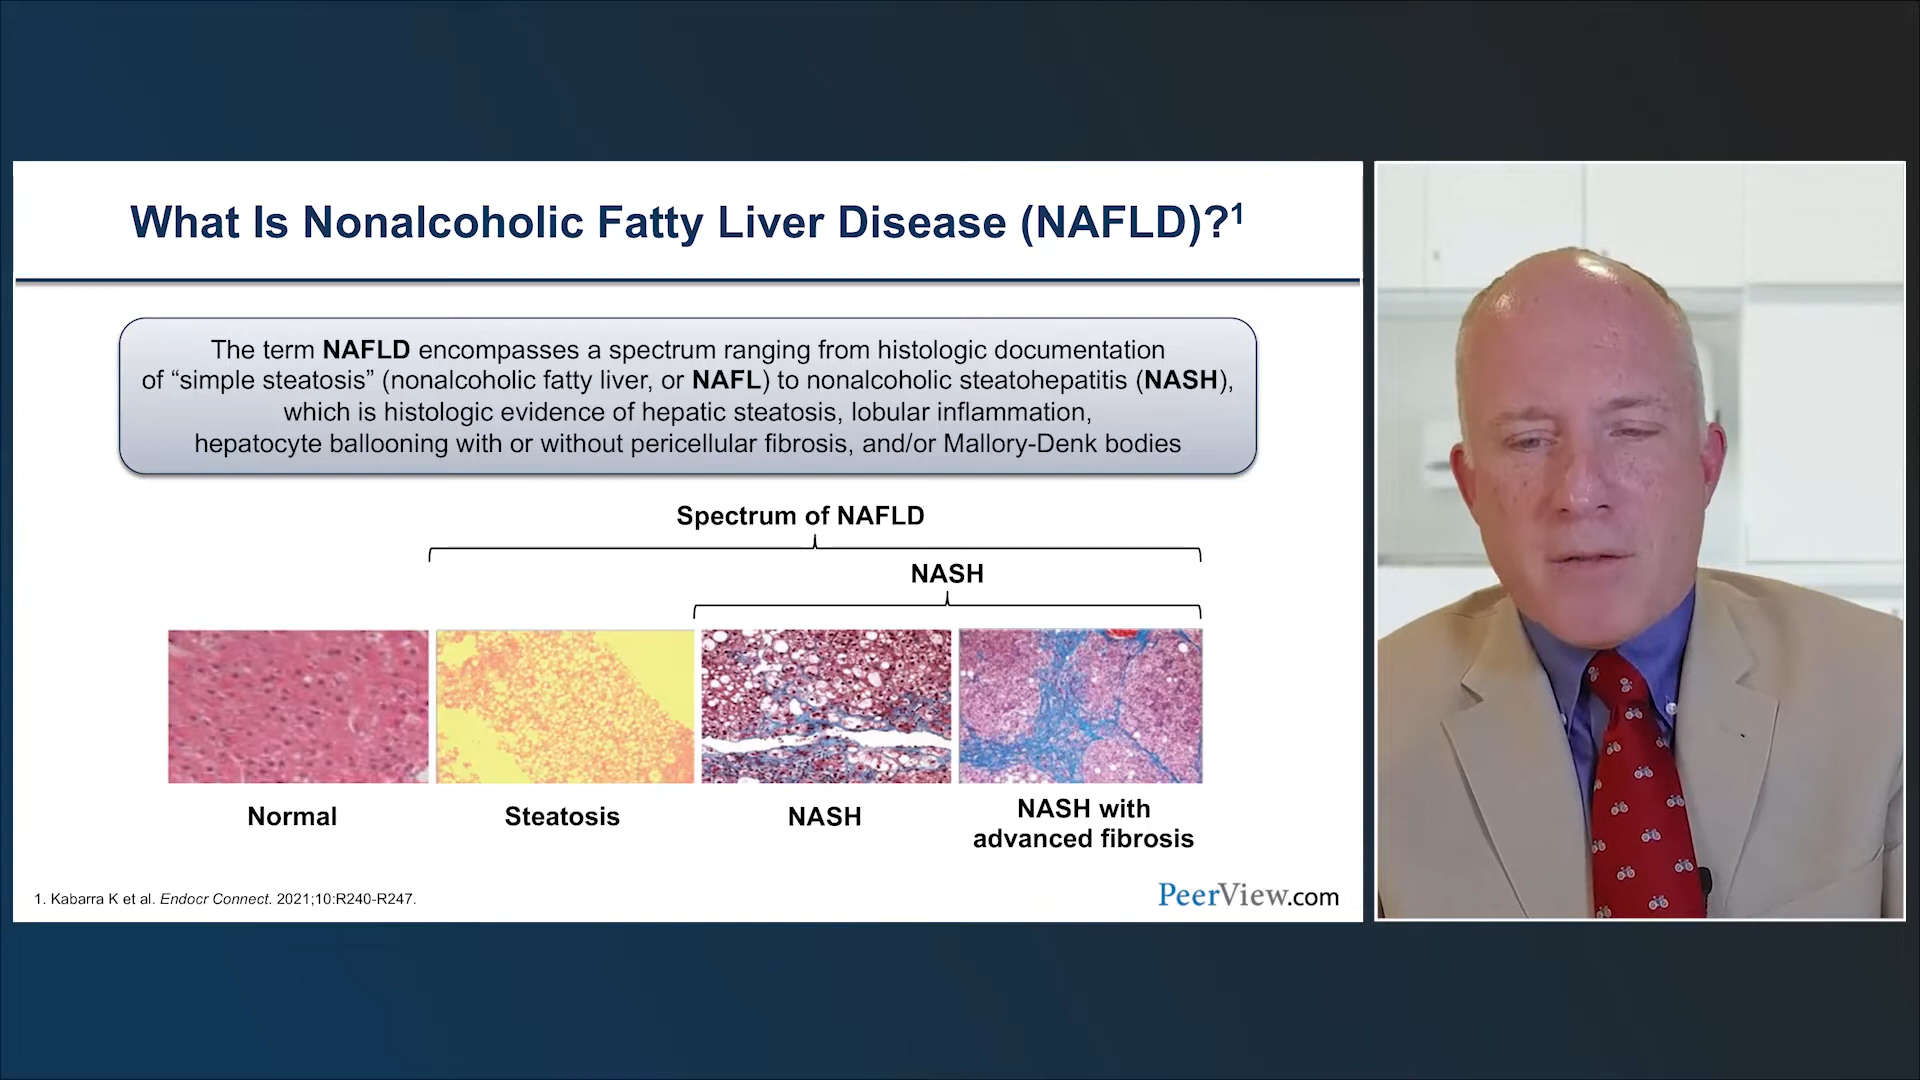 What Is Nonalcoholic Fatty Liver Disease (NAFLD)?¹
The term NAFLD encompasses a spectrum ranging from histologic documentation
of “simple steatosis” (nonalcoholic fatty liver, or NAFL) to nonalcoholic steatohepatitis (NASH),
which is histologic evidence of hepatic steatosis, lobular inflammation,
hepatocyte ballooning with or without pericellular fibrosis, and/or Mallory-Denk bodies
Spectrum of NAFLD
NASH
Normal
Steatosis
NASH
NASH with
advanced fibrosis
1. Kabarra K et al. Endocr Connect. 2021;10:R240-R247.
PeerView.com